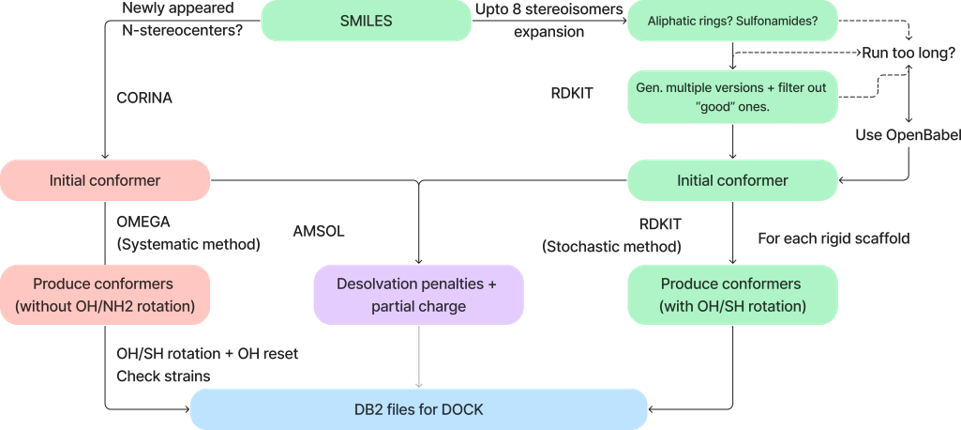 Newly appeared
N-stereocenters?
SMILES
Upto 8 stereoisomers
expansion
Aliphatic rings? Sulfonamides?
Run too long?
CORINA
RDKIT
Gen. multiple versions + filter out
“good” ones.
Use OpenBabel
Initial conformer
Initial conformer
OMEGA
(Systematic method)
AMSOL
RDKIT
(Stochastic method)
For each rigid scaffold
Produce conformers
(without OH/NH2 rotation)
Desolvation penalties +
partial charge
Produce conformers
(with OH/SH rotation)
OH/SH rotation + OH reset
Check strains
DB2 files for DOCK